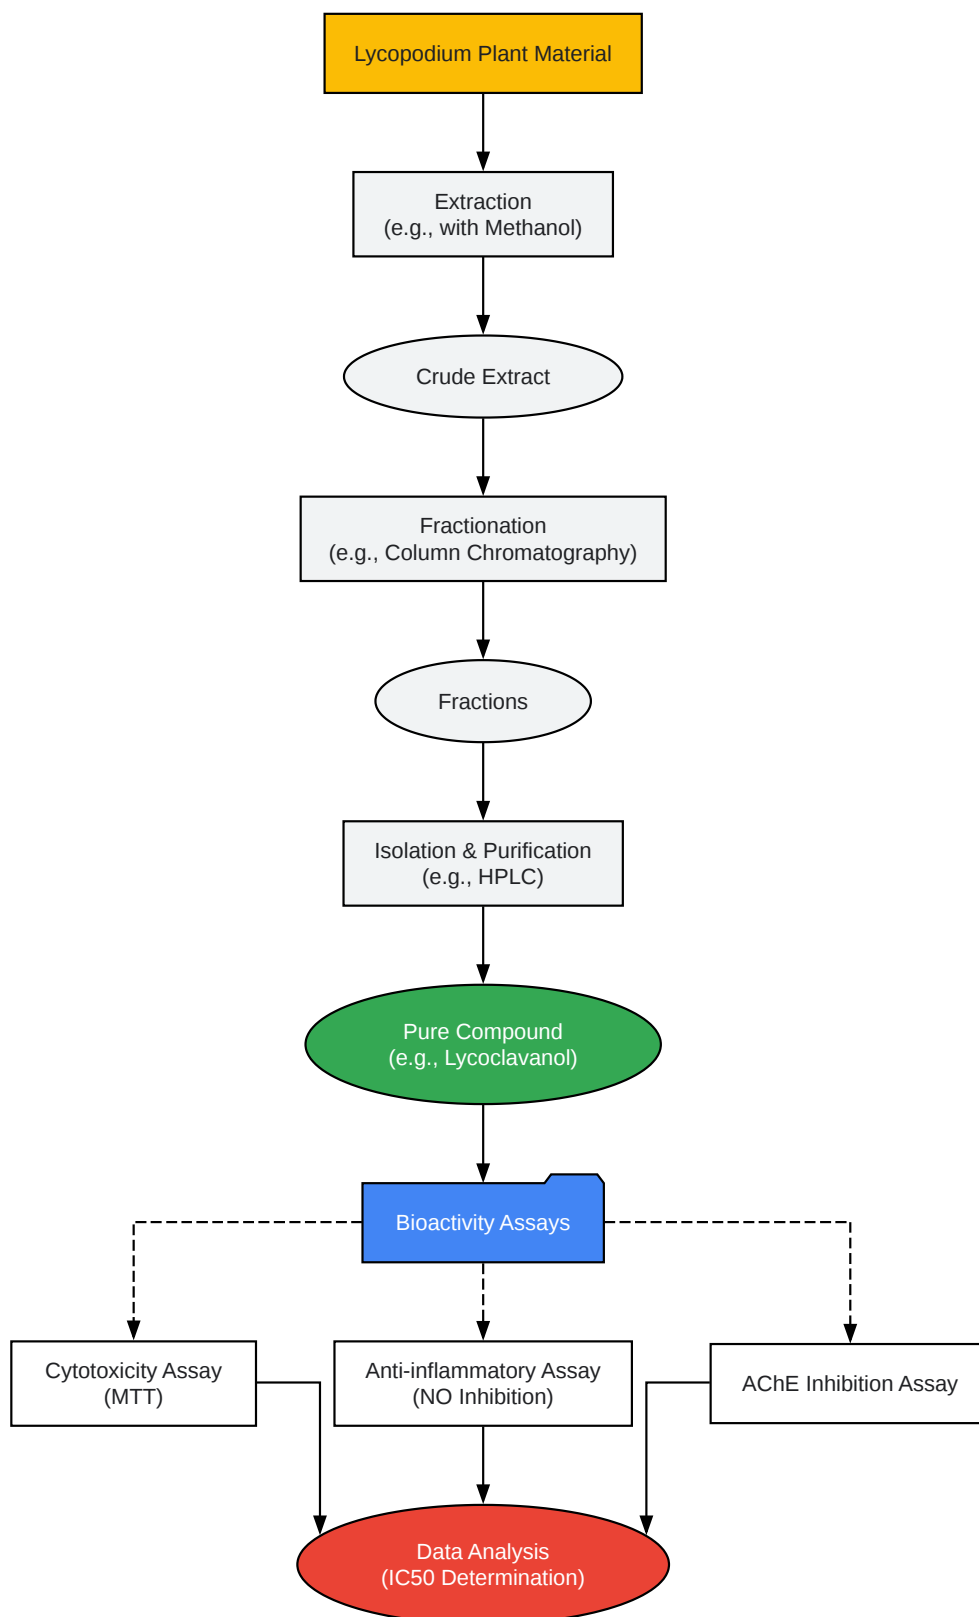 Lycopodium Plant Material
Extraction
(e.g., with Methanol)
Crude Extract
Fractionation
(e.g., Column Chromatography)
Fractions
Isolation & Purification
(e.g., HPLC)
Pure Compound
(e.g., Lycoclavanol)
Bioactivity Assays
Cytotoxicity Assay
(MTT)
Anti-inflammatory Assay
(NO Inhibition)
AChE Inhibition Assay
Data Analysis
(IC50 Determination)